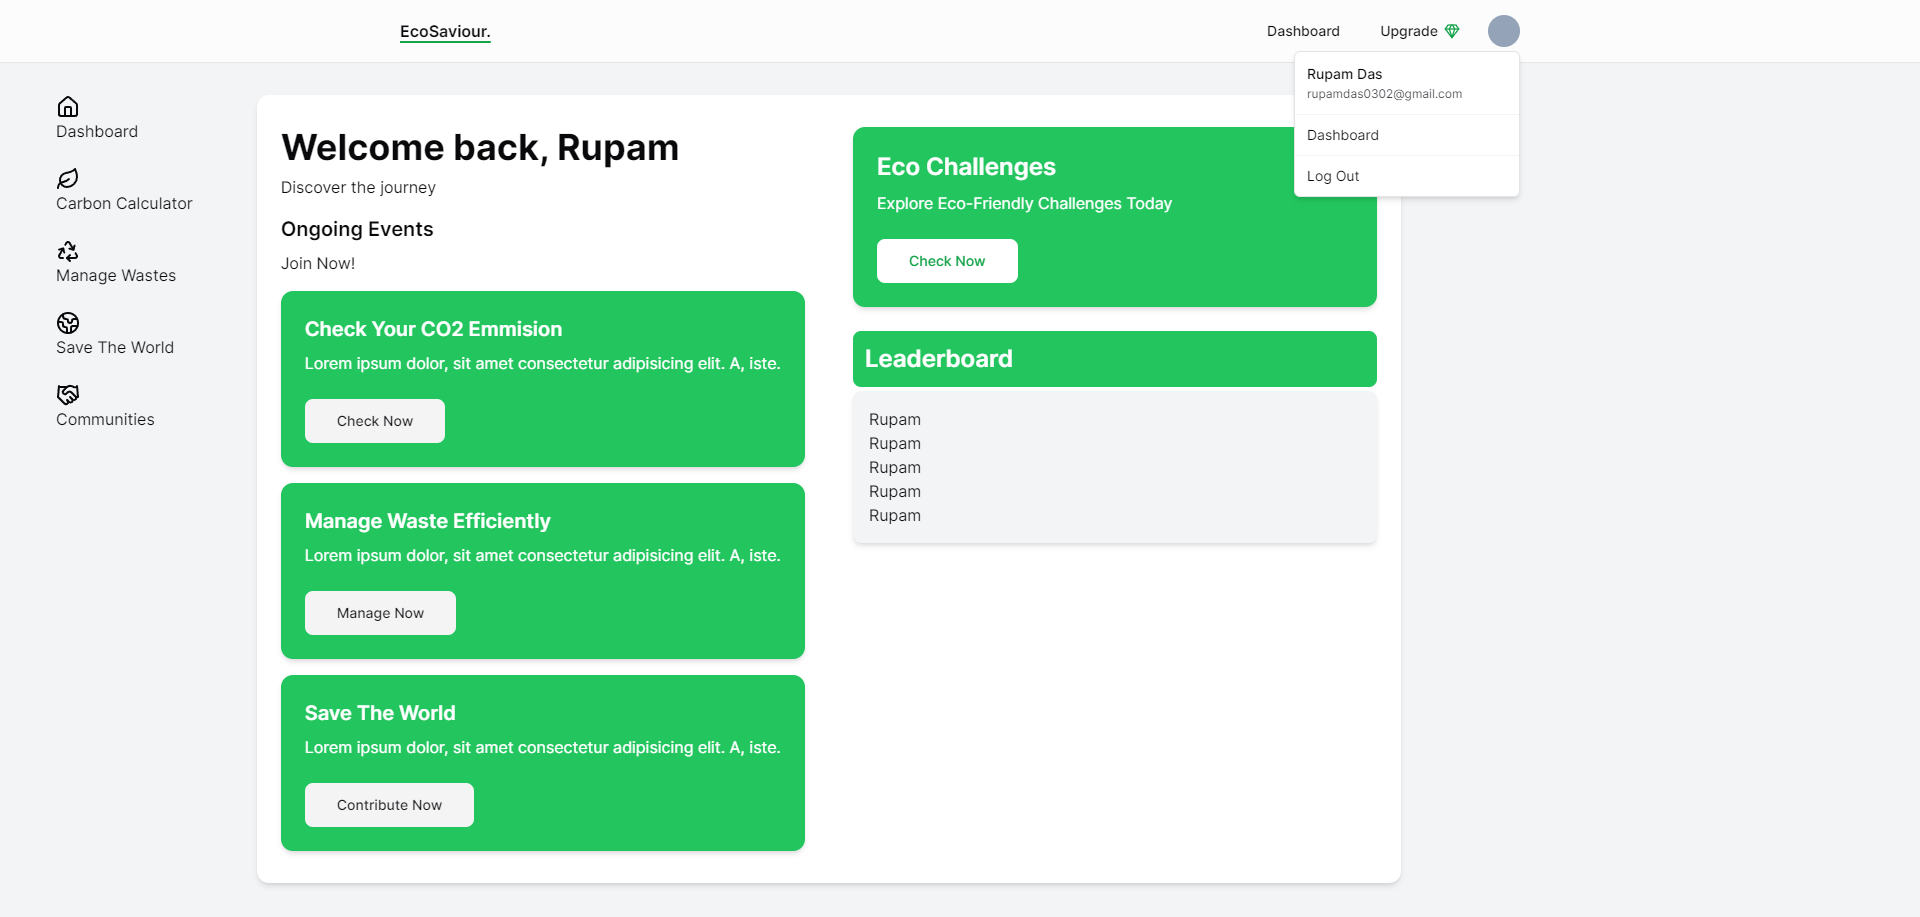 EcoSaviour.
Dashboard
Upgrade
Rupam Das
rupamdas0302@gmail.com
Dashboard
Log Out
Dashboard
Carbon Calculator
Manage Wastes
Save The World
Communities
Welcome back, Rupam
Discover the journey
Ongoing Events
Join Now!
Check Your CO2 Emmision
Lorem ipsum dolor, sit amet consectetur adipisicing elit. A, iste.
Check Now
Manage Waste Efficiently
Lorem ipsum dolor, sit amet consectetur adipisicing elit. A, iste.
Manage Now
Save The World
Lorem ipsum dolor, sit amet consectetur adipisicing elit. A, iste.
Contribute Now
Eco Challenges
Explore Eco-Friendly Challenges Today
Check Now
Leaderboard
Rupam
Rupam
Rupam
Rupam
Rupam